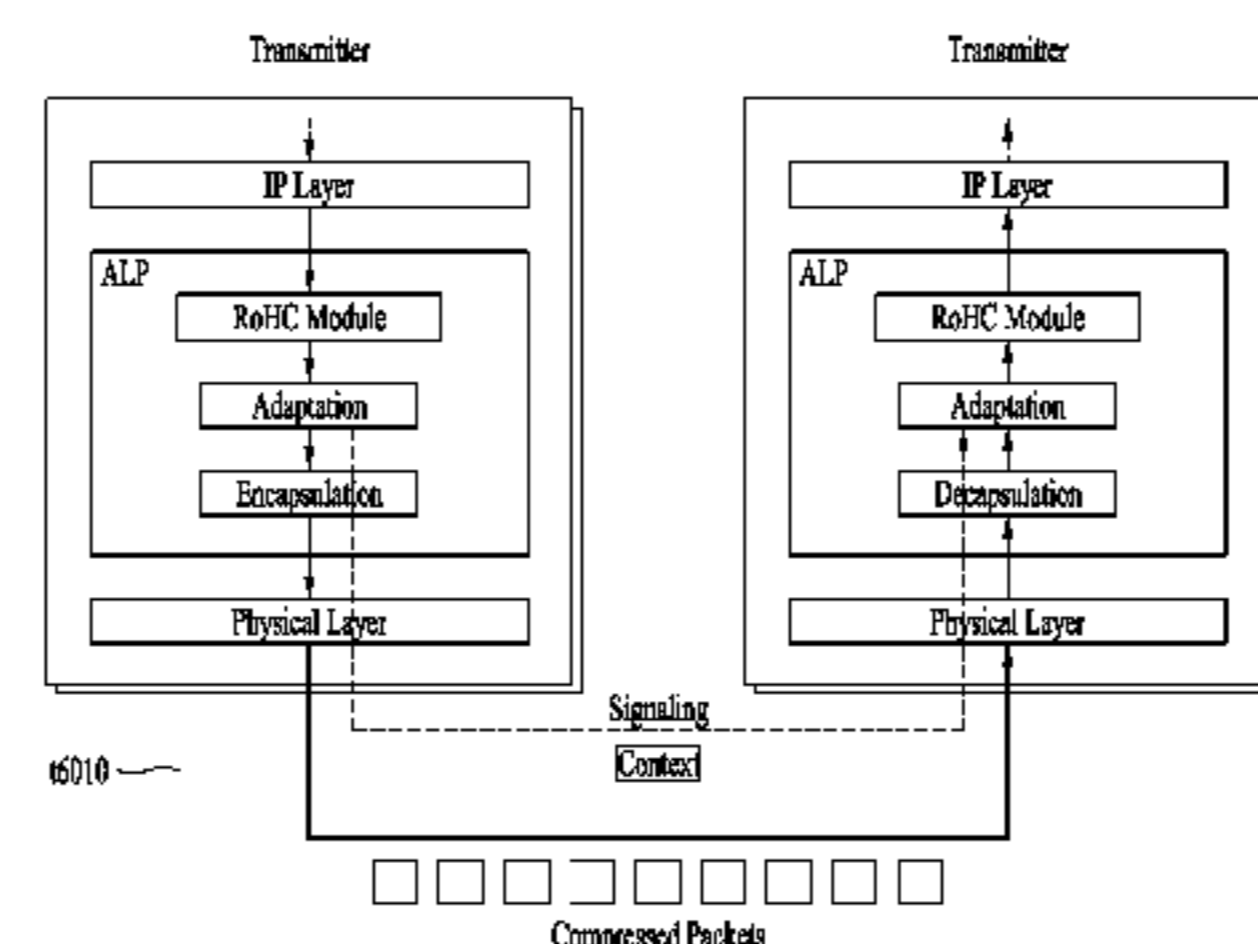 Transmitter
IP Layer
ALP
RoHC Module
Adaptation
Encapsulation
Physical Layer
Transmitter
IP Layer
ALP
RoHC Module
Adaptation
Decapsulation
Physical Layer
Signaling
Context
t6010
Compressed Packets